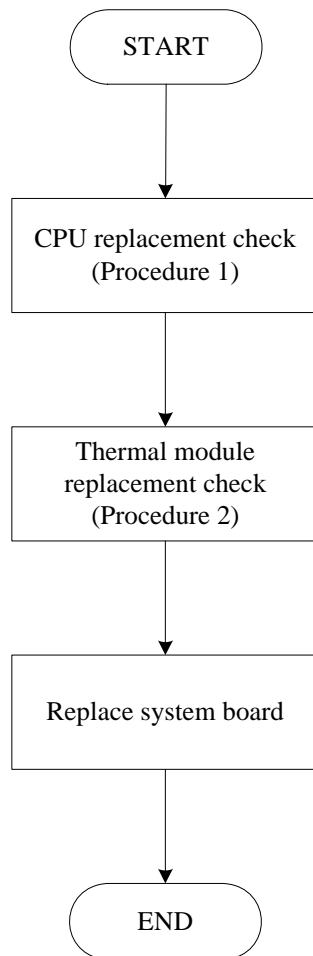 START
CPU replacement check
(Procedure 1)
Thermal module
replacement check
(Procedure 2)
Replace system board
END